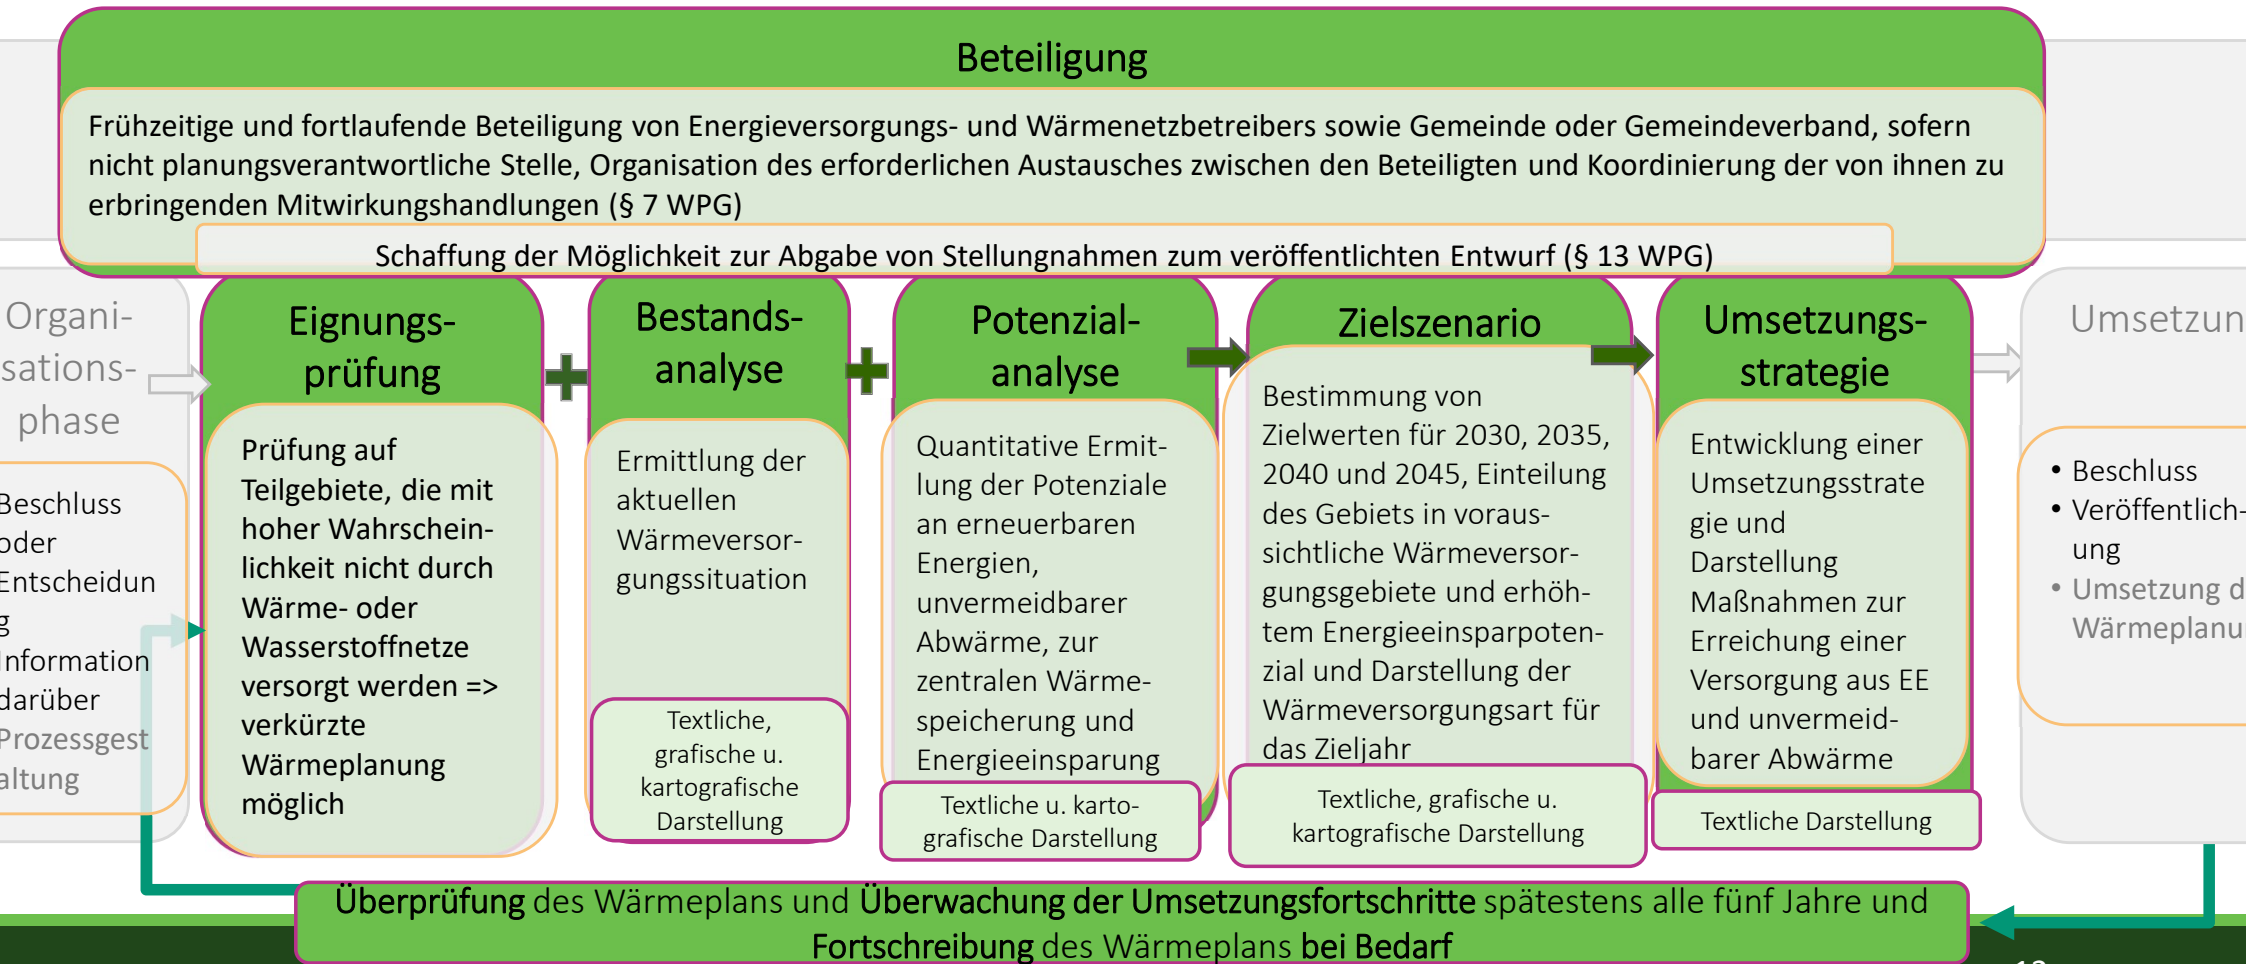 Beteiligung
Frühzeitige und fortlaufende Beteiligung von Energieversorgungs- und Wärmenetzbetreibers sowie Gemeinde oder Gemeindeverband, sofern
nicht planungsverantwortliche Stelle, Organisation des erforderlichen Austausches zwischen den Beteiligten und Koordinierung der von ihnen zu
erbringenden Mitwirkungshandlungen (§ 7 WPG)
Schaffung der Möglichkeit zur Abgabe von Stellungnahmen zum veröffentlichten Entwurf (§ 13 WPG)
Organi-
sations-
phase
Beschluss
oder
Entscheidun
g
Information
darüber
Prozessgest
altung
Eignungs-
prüfung
Prüfung auf
Teilgebiete, die mit
hoher Wahrschein-
lichkeit nicht durch
Wärme- oder
Wasserstoffnetze
versorgt werden =>
verkürzte
Wärmeplanung
möglich
Bestands-
analyse
Ermittlung der
aktuellen
Wärmeversor-
gungssituation
Textliche,
grafische u.
kartografische
Darstellung
Potenzial-
analyse
Quantitative Ermit-
lung der Potenziale
an erneuerbaren
Energien,
unvermeidbarer
Abwärme, zur
zentralen Wärme-
speicherung und
Energieeinsparung
Textliche u. karto-
grafische Darstellung
Zielszenario
Bestimmung von
Zielwerten für 2030, 2035,
2040 und 2045, Einteilung
des Gebiets in voraus-
sichtliche Wärmeversor-
gungsgebiete und erhöh-
tem Energieeinsparpoten-
zial und Darstellung der
Wärmeversorgungsart für
das Zieljahr
Textliche, grafische u.
kartografische Darstellung
Umsetzungs-
strategie
Entwicklung einer
Umsetzungsstrate
gie und
Darstellung
Maßnahmen zur
Erreichung einer
Versorgung aus EE
und unvermeid-
barer Abwärme
Textliche Darstellung
Umsetzun
• Beschluss
• Veröffentlich-
ung
• Umsetzung d
Wärmeplanu
Überprüfung des Wärmeplans und Überwachung der Umsetzungsfortschritte spätestens alle fünf Jahre und
Fortschreibung des Wärmeplans bei Bedarf